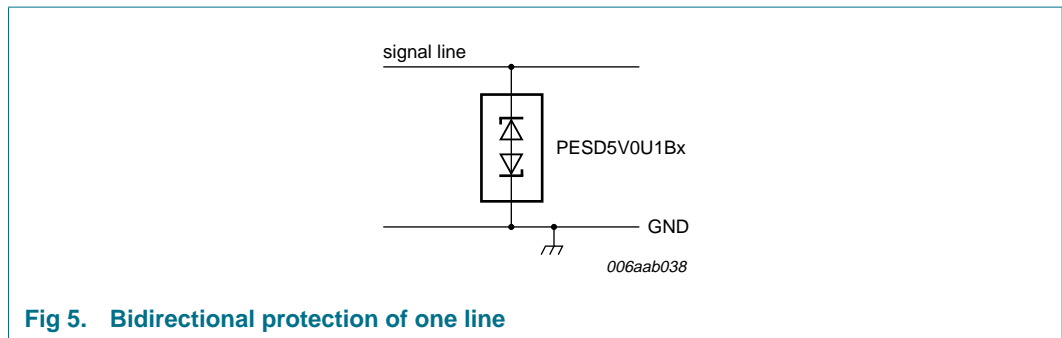 signal line
PESD5V0U1Bx
GND
006aab038
Fig 5. Bidirectional protection of one line